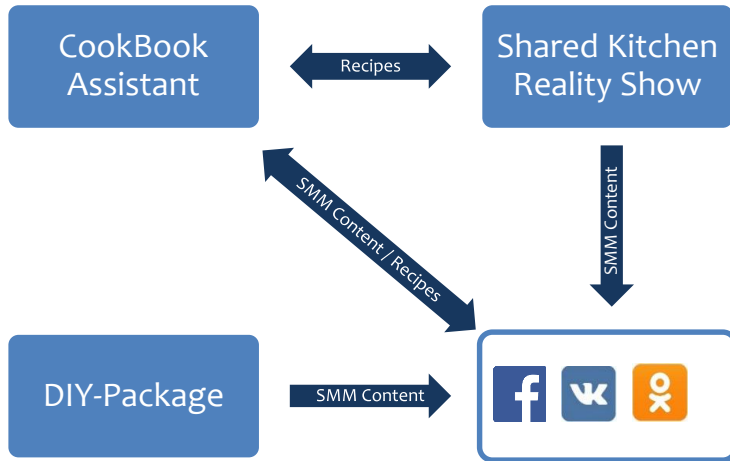 CookBook
Assistant
Recipes
Shared Kitchen
Reality Show
SMM Content / Recipes
SMM Content
DIY-Package
SMM Content